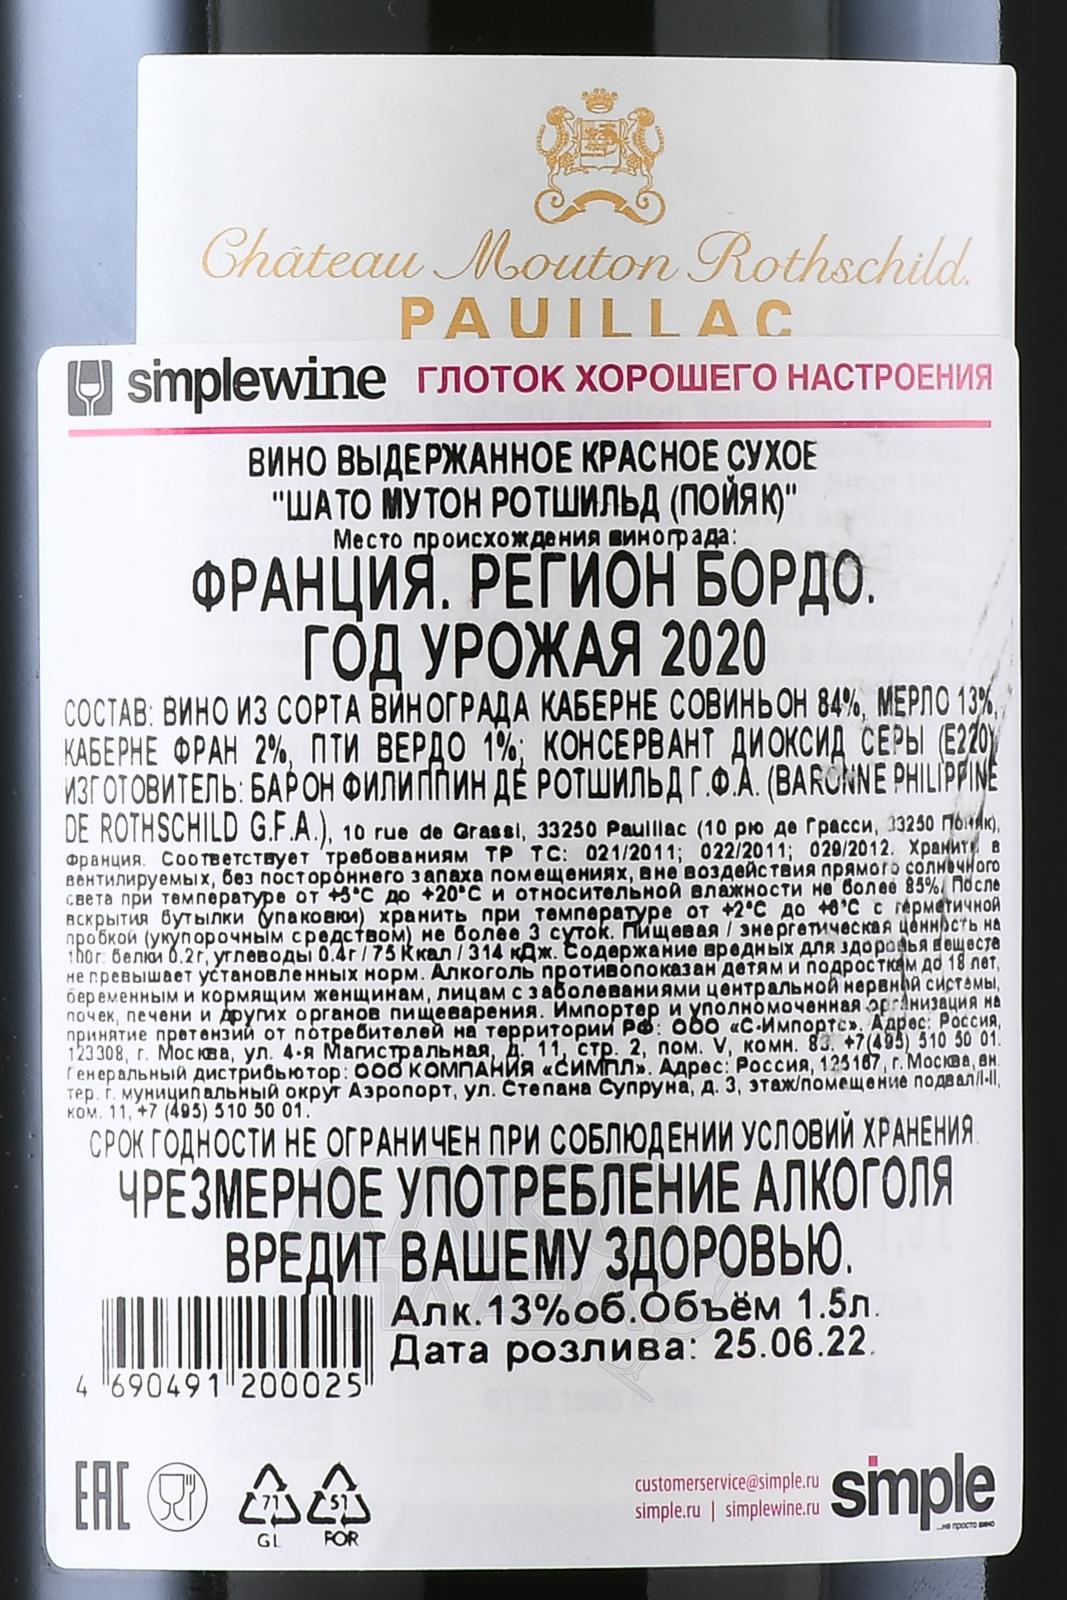 Château Mouton Rothschild
PAUILLAC
simplewine ГЛОТОК ХОРОШЕГО НАСТРОЕНИЯ
ВИНО ВЫДЕРЖАННОЕ КРАСНОЕ СУХОЕ
"ШАТО МУТОН РОТШИЛЬД (ПОЙЯК)"
Место происхождения винограда:
ФРАНЦИЯ. РЕГИОН БОРДО.
ГОД УРОЖАЯ 2020
СОСТАВ: ВИНО ИЗ СОРТА ВИНОГРАДА КАБЕРНЕ СОВИНЬОН 84%, МЕРЛО 13%,
КАБЕРНЕ ФРАН 2%, ПТИ ВЕРДО 1%; КОНСЕРВАНТ ДИОКСИД СЕРЫ (Е220)
ИЗГОТОВИТЕЛЬ: БАРОН ФИЛИППИН ДЕ РОТШИЛЬД Г.Ф.А. (BARONNE PHILIPPINE
DE ROTHSCHILD G.F.A.), 10 rue de Grassi, 33250 Pauillac (10 рю де Грасси, 33250 Пойяк),
Франция. Соответствует требованиям ТР ТС: 021/2011; 022/2011; 029/2012. Хранить в
вентилируемых, без постороннего запаха помещениях, вне воздействия прямого солнечного
света при температуре от +5°С до +20°С и относительной влажности не более 85%. После
вскрытия бутылки (упаковки) хранить при температуре от +2°С до +6°С с герметичной
пробкой (укупорочным средством) не более 3 суток. Пищевая / энергетическая ценность на
100г: белки 0.2г, углеводы 0.4г / 75 Ккал / 314 кДж. Содержание вредных для здоровья веществ
не превышает установленных норм. Алкоголь противопоказан детям и подросткам до 18 лет,
беременным и кормящим женщинам, лицам с заболеваниями центральной нервной системы,
почек, печени и других органов пищеварения. Импортер и уполномоченная организация на
принятие претензий от потребителей на территории РФ: ООО «С-Импортс». Адрес: Россия,
123308, г. Москва, ул. 4-я Магистральная, д. 11, стр. 2, пом. V, комн. 83, +7(495) 510 50 01.
Генеральный дистрибьютор: ООО КОМПАНИЯ «СИМПЛ». Адрес: Россия, 125167, г. Москва, вн.
тер. г. муниципальный округ Аэропорт, ул. Степана Супруна, д. 3, этаж/помещение подвал/I-II,
ком. 11, +7 (495) 510 50 01.
СРОК ГОДНОСТИ НЕ ОГРАНИЧЕН ПРИ СОБЛЮДЕНИИ УСЛОВИЙ ХРАНЕНИЯ.
ЧРЕЗМЕРНОЕ УПОТРЕБЛЕНИЕ АЛКОГОЛЯ
ВРЕДИТ ВАШЕМУ ЗДОРОВЬЮ.
Алк.13%об.Объём 1.5л.
Дата розлива: 25.06.22.
4 690491 200025
EAC
71 51
GL FOR
customerservice@simple.ru
simple.ru | simplewine.ru
simple
...не просто вино